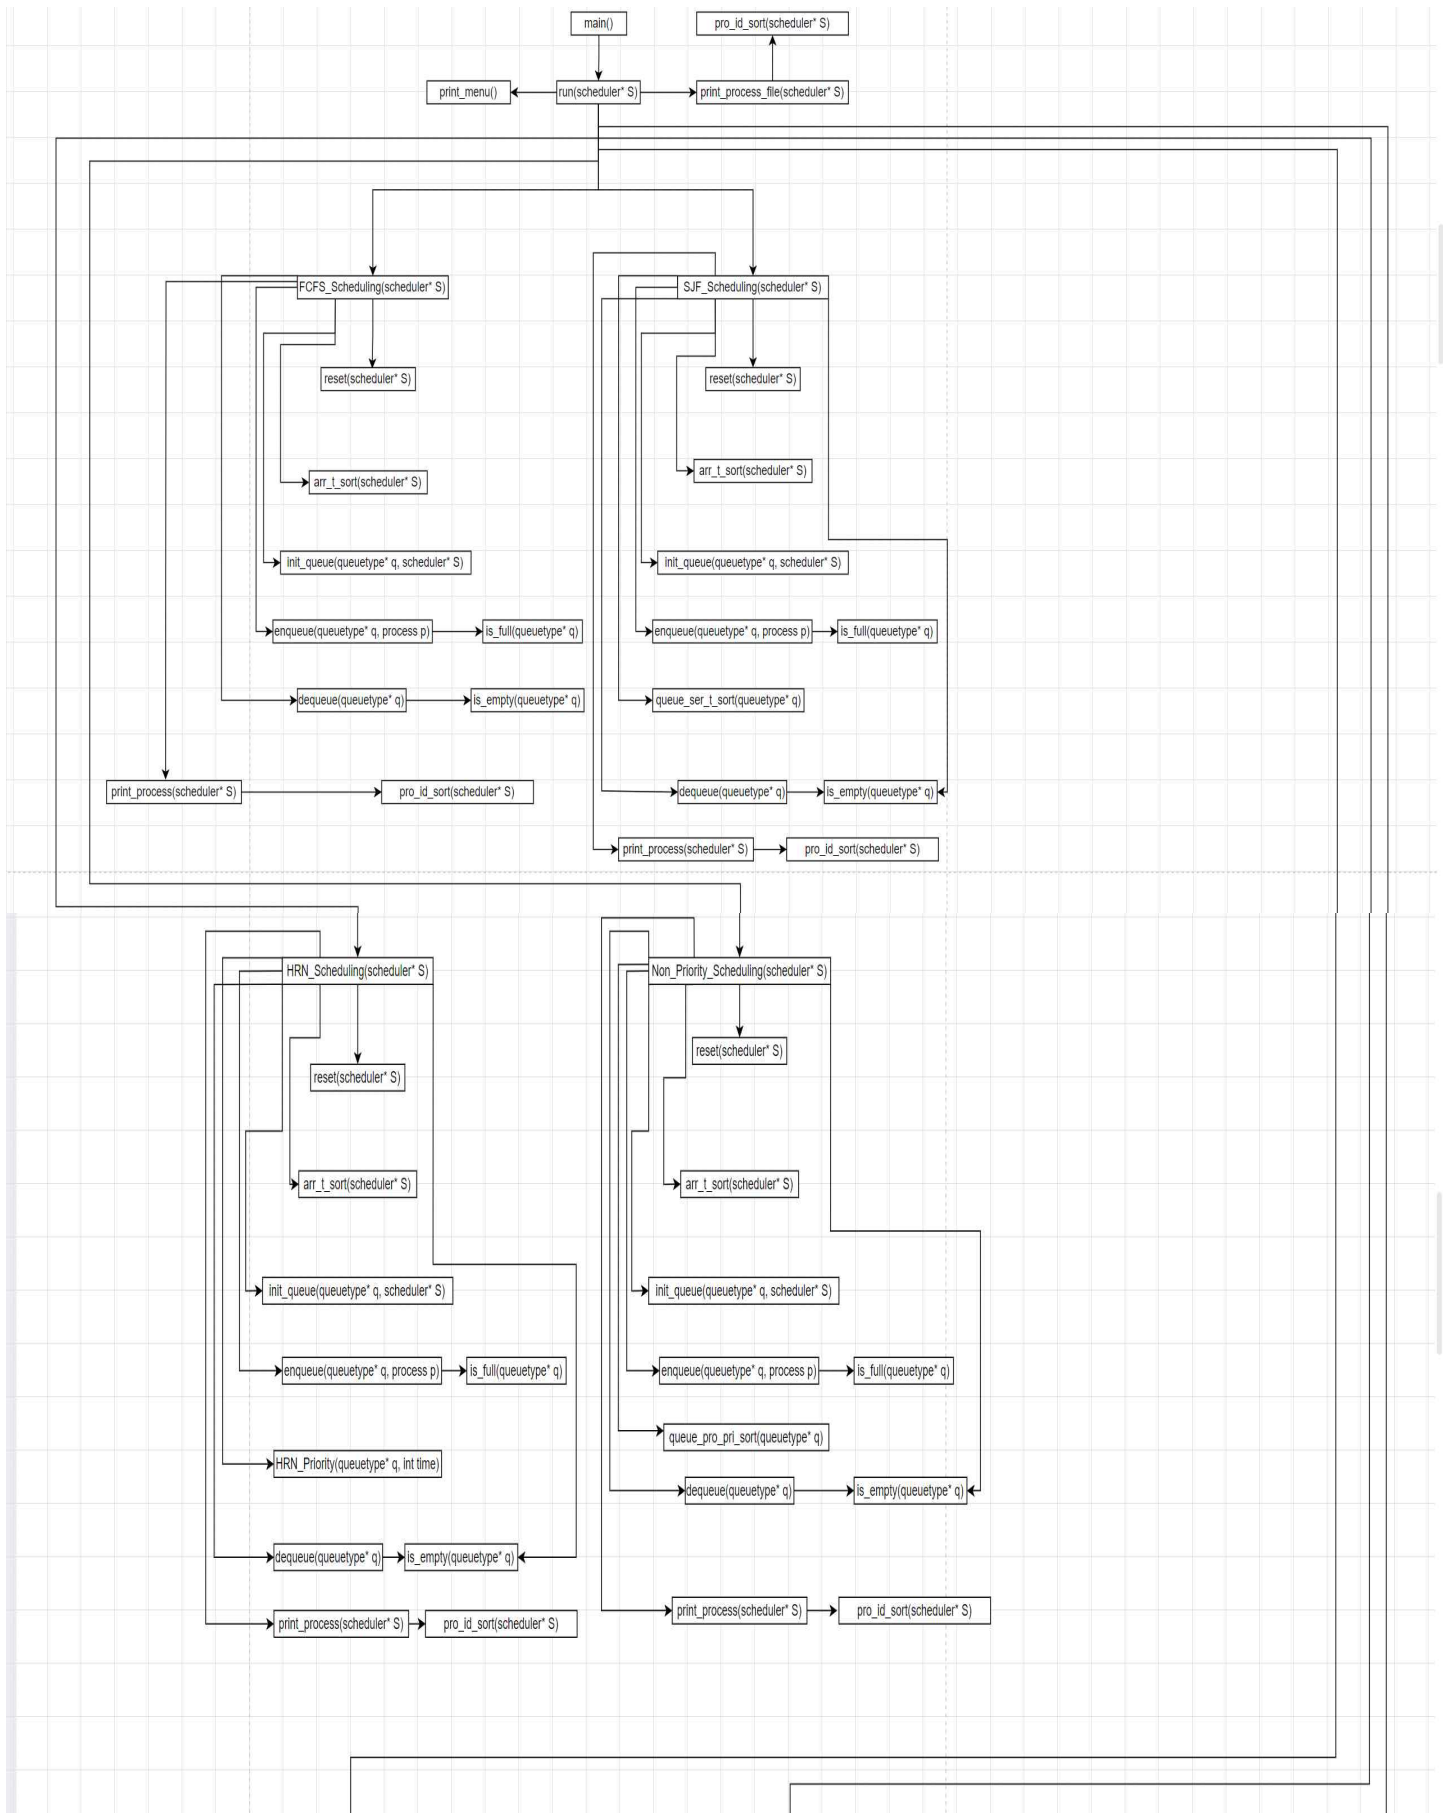 main()
pro_id_sort(scheduler* S)
print_menu()
run(scheduler* S)
print_process_file(scheduler* S)
FCFS_Scheduling(scheduler* S)
SJF_Scheduling(scheduler* S)
reset(scheduler* S)
reset(scheduler* S)
arr_t_sort(scheduler* S)
arr_t_sort(scheduler* S)
init_queue(queuetype* q, scheduler* S)
init_queue(queuetype* q, scheduler* S)
enqueue(queuetype* q, process p)
is_full(queuetype* q)
enqueue(queuetype* q, process p)
is_full(queuetype* q)
dequeue(queuetype* q)
is_empty(queuetype* q)
queue_ser_t_sort(queuetype* q)
print_process(scheduler* S)
pro_id_sort(scheduler* S)
dequeue(queuetype* q)
is_empty(queuetype* q)
print_process(scheduler* S)
pro_id_sort(scheduler* S)
HRN_Scheduling(scheduler* S)
Non_Priority_Scheduling(scheduler* S)
reset(scheduler* S)
reset(scheduler* S)
arr_t_sort(scheduler* S)
arr_t_sort(scheduler* S)
init_queue(queuetype* q, scheduler* S)
init_queue(queuetype* q, scheduler* S)
enqueue(queuetype* q, process p)
is_full(queuetype* q)
enqueue(queuetype* q, process p)
is_full(queuetype* q)
queue_pro_pri_sort(queuetype* q)
HRN_Priority(queuetype* q, int time)
dequeue(queuetype* q)
is_empty(queuetype* q)
dequeue(queuetype* q)
is_empty(queuetype* q)
print_process(scheduler* S)
pro_id_sort(scheduler* S)
print_process(scheduler* S)
pro_id_sort(scheduler* S)